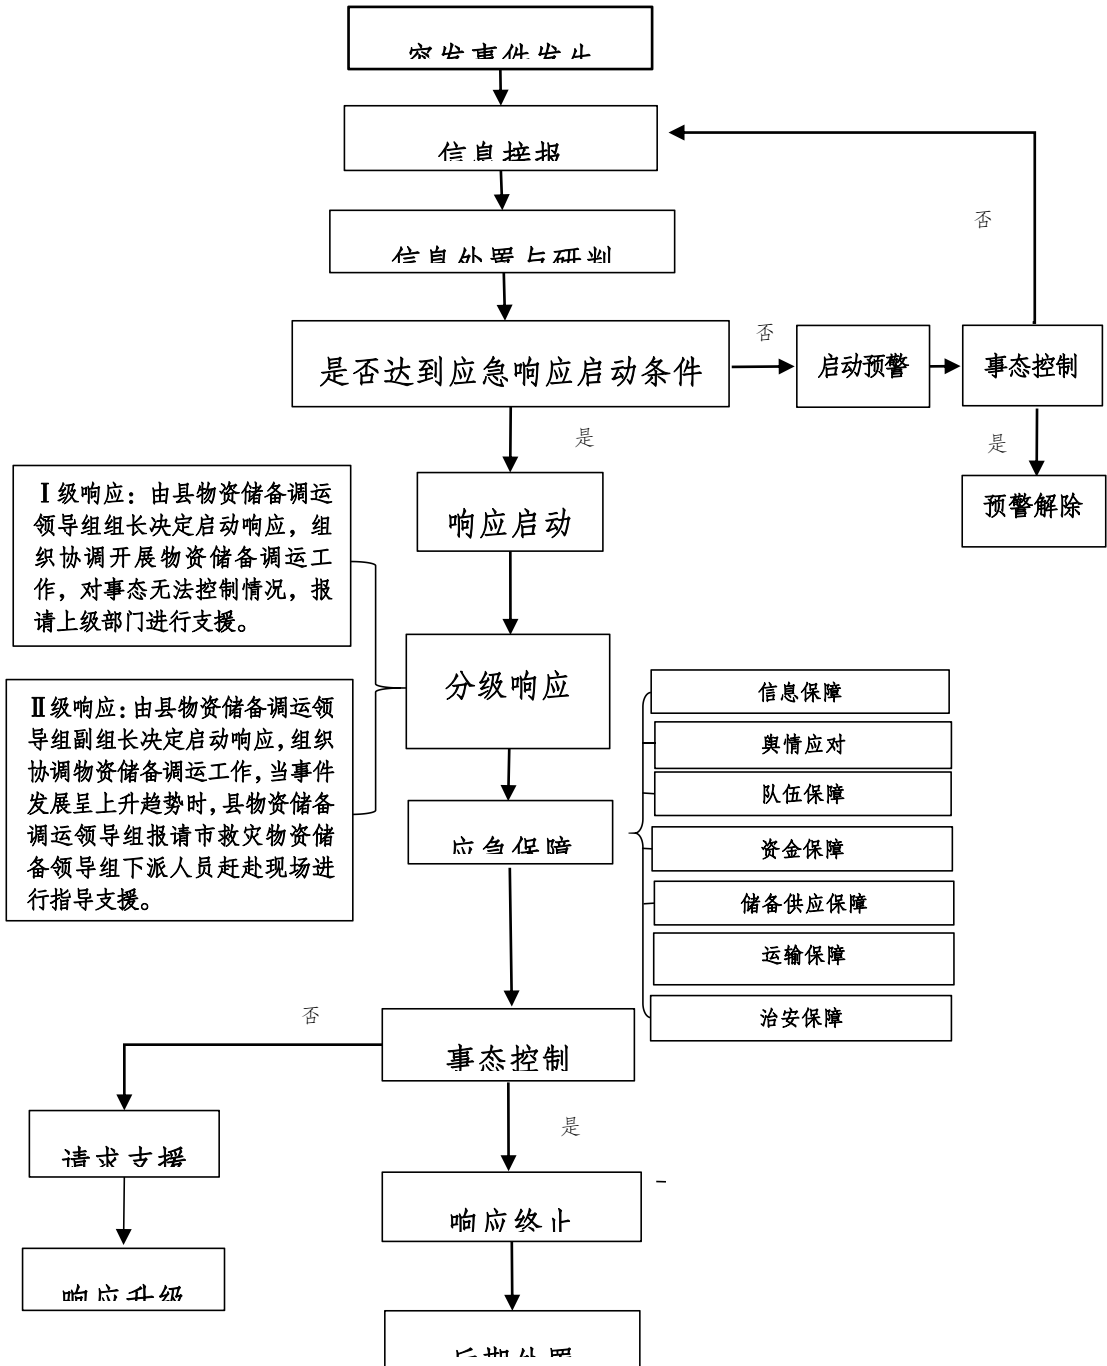 突发事件发生
信息接报
否
信息处置与研判
是否达到应急响应启动条件
否
启动预警
事态控制
是
是
预警解除
响应启动
Ⅰ级响应：由县物资储备调运
领导组组长决定启动响应，组
织协调开展物资储备调运工
作，对事态无法控制情况，报
请上级部门进行支援。
分级响应
Ⅱ级响应：由县物资储备调运领
导组副组长决定启动响应，组织
协调物资储备调运工作，当事件
发展呈上升趋势时，县物资储备
调运领导组报请市救灾物资储
备领导组下派人员赶赴现场进
行指导支援。
信息保障
舆情应对
队伍保障
资金保障
储备供应保障
运输保障
治安保障
应急保障
否
事态控制
是
请求支援
响应终止
响应升级
后期处置